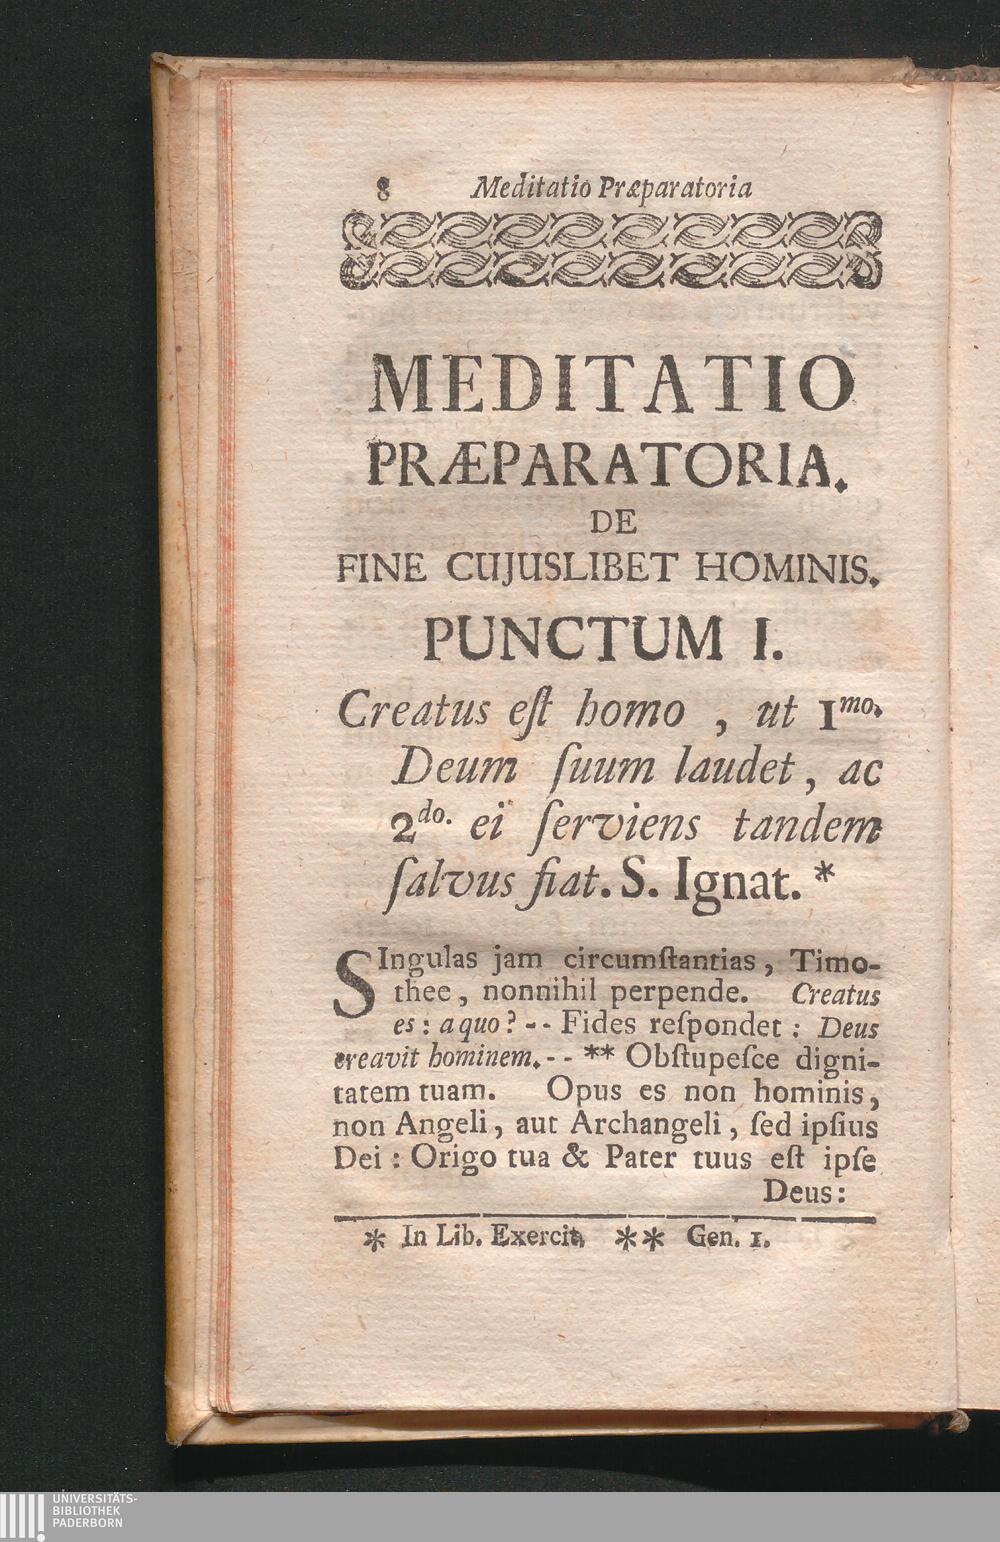 8 Meditatio Præparatoria
MEDITATIO
PRÆPARATORIA.
DE
FINE CUJUSLIBET HOMINIS.
PUNCTUM I.
Creatus eſt homo , ut 1mo.
Deum ſuum laudet, ac
2do. ei ſerviens tandem
ſalvus fiat. S. Ignat. *
SIngulas jam circumſtantias, Timo-
thee, nonnihil perpende. Creatus
es: a quo? -- Fides reſpondet: Deus
creavit hominem. -- ** Obſtupeſce digni-
tatem tuam. Opus es non hominis,
non Angeli, aut Archangeli, ſed ipſius
Dei: Origo tua & Pater tuus eſt ipſe
Deus:
* In Lib. Exercit. ** Gen. 1.
UNIVERSITÄTS-
BIBLIOTHEK
PADERBORN